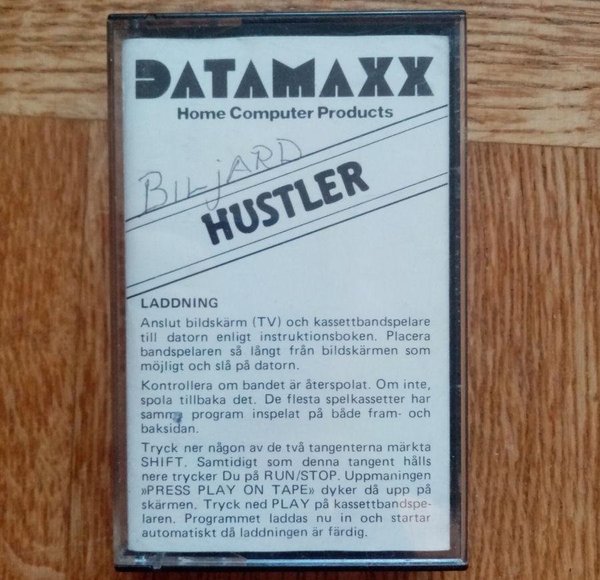 DATAMAXX
Home Computer Products
BILJARD
HUSTLER
LADDNING
Anslut bildskärm (TV) och kassettbandspelare
till datorn enligt instruktionsboken. Placera
bandspelaren så långt från bildskärmen som
möjligt och slå på datorn.
Kontrollera om bandet är återspolat. Om inte,
spola tillbaka det. De flesta spelkassetter har
samma program inspelat på både fram- och
baksidan.
Tryck ner någon av de två tangenterna märkta
SHIFT. Samtidigt som denna tangent hålls
nere trycker Du på RUN/STOP. Uppmaningen
»PRESS PLAY ON TAPE» dyker då upp på
skärmen. Tryck ned PLAY på kassettbandspe-
laren. Programmet laddas nu in och startar
automatiskt då laddningen är färdig.